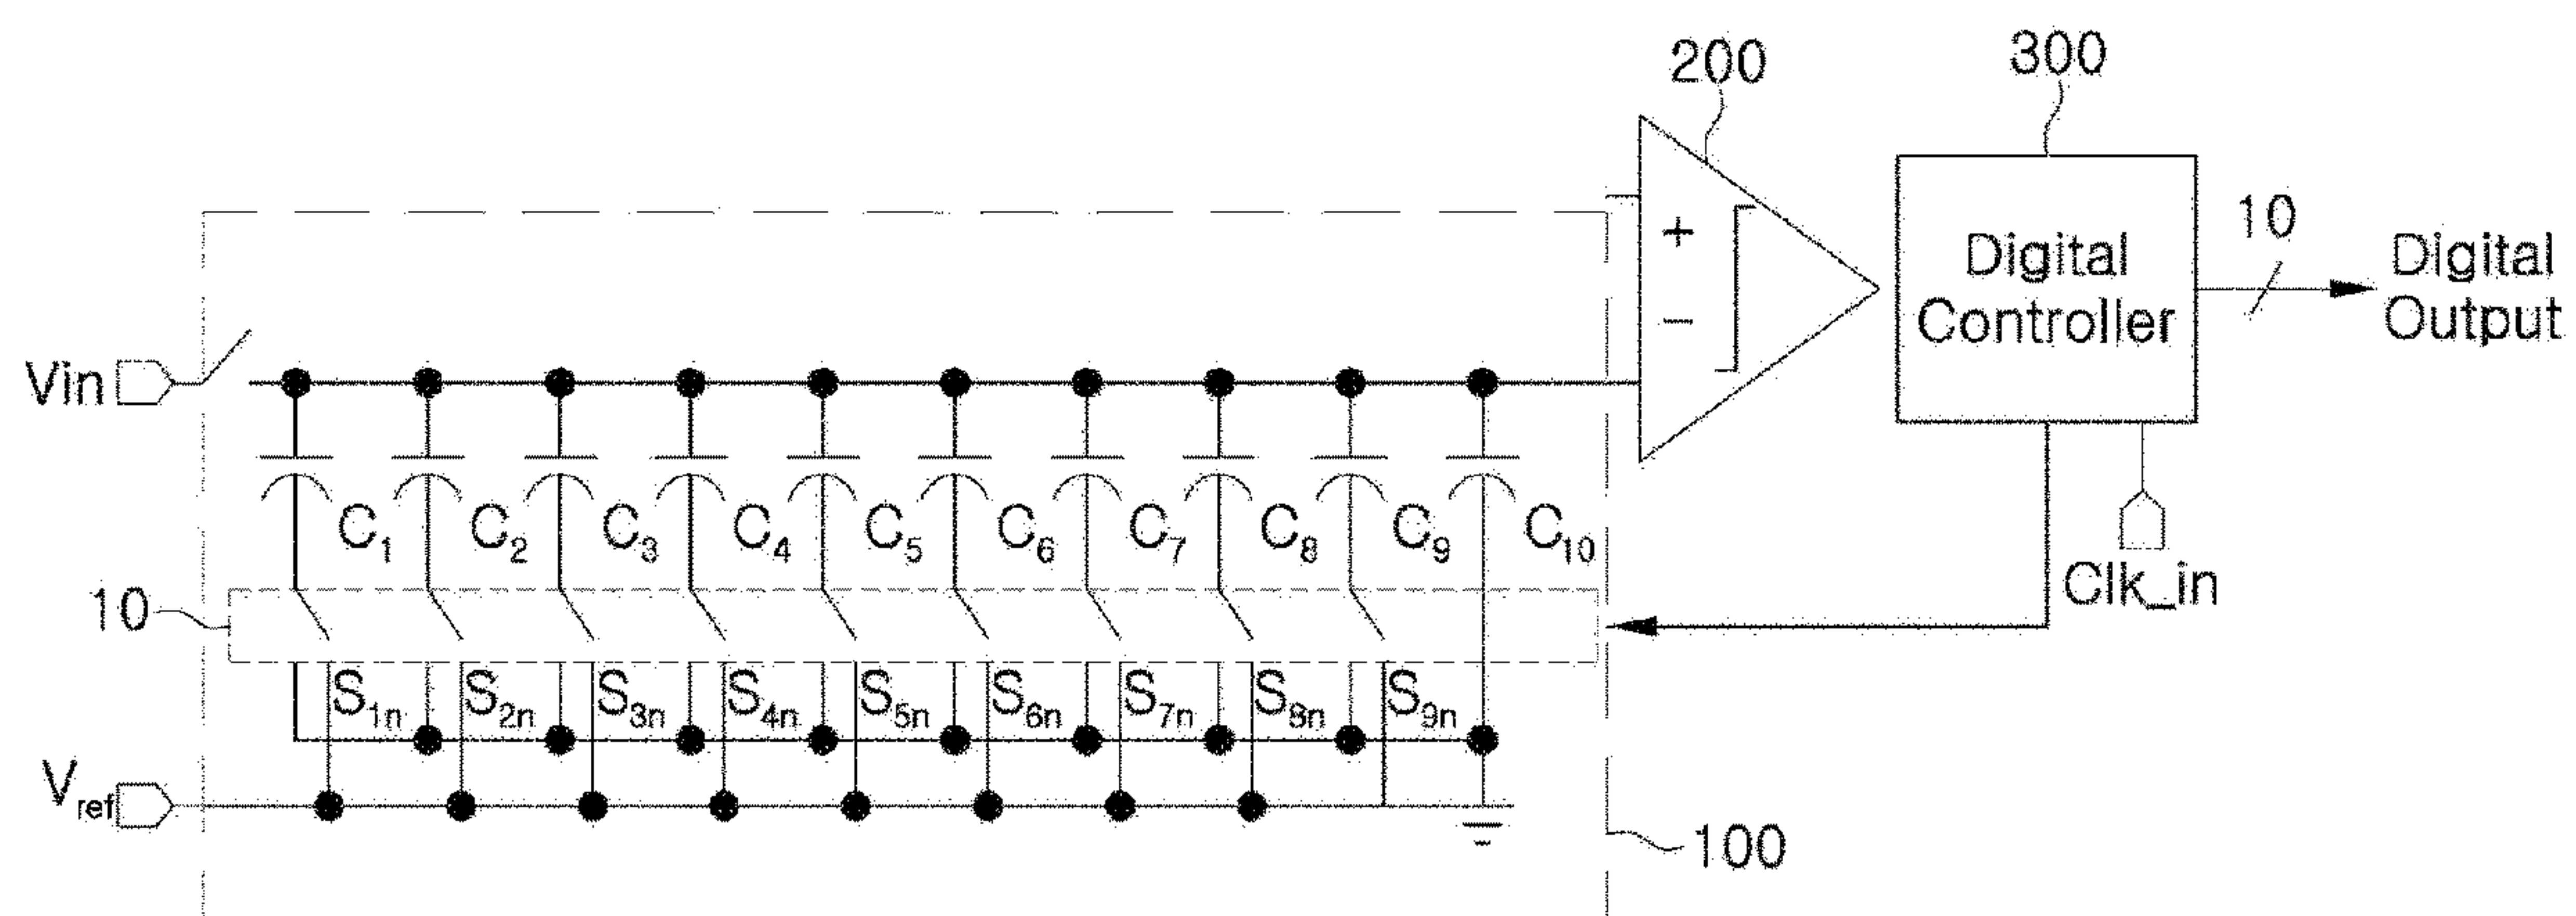 200
300
+
−
Digital
Controller
10
Digital
Output
Vin
C₁ C₂ C₃ C₄ C₅ C₆ C₇ C₈ C₉ C₁₀
Clk_in
10
S₁ₙ S₂ₙ S₃ₙ S₄ₙ S₅ₙ S₆ₙ S₇ₙ S₈ₙ S₉ₙ
Vref
100